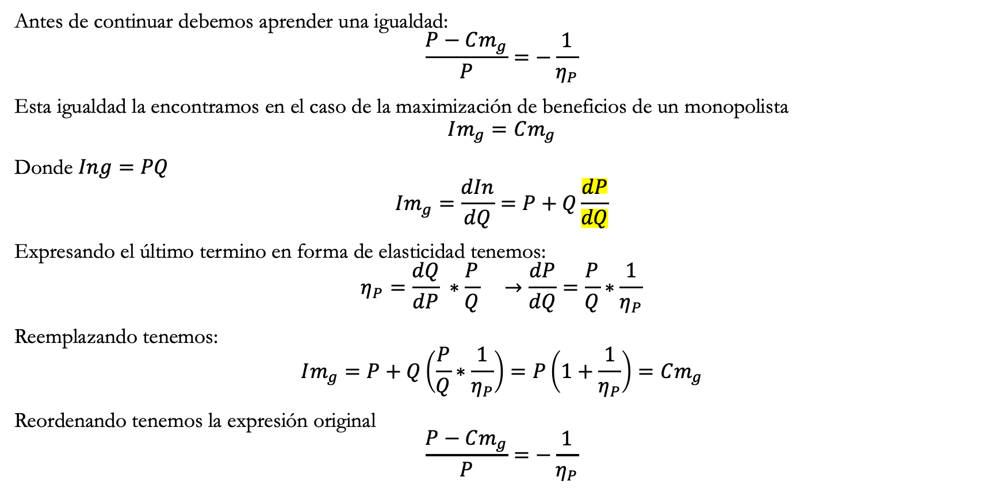 Antes de continuar debemos aprender una igualdad:
\frac{P - Cm_g}{P} = -\frac{1}{\eta_P}
Esta igualdad la encontramos en el caso de la maximización de beneficios de un monopolista
Im_g = Cm_g
Donde Ing = PQ
Im_g = \frac{dIn}{dQ} = P + Q\frac{dP}{dQ}
Expresando el último termino en forma de elasticidad tenemos:
\eta_P = \frac{dQ}{dP} * \frac{P}{Q} \rightarrow \frac{dP}{dQ} = \frac{P}{Q} * \frac{1}{\eta_P}
Reemplazando tenemos:
Im_g = P + Q\left(\frac{P}{Q} * \frac{1}{\eta_P}\right) = P\left(1 + \frac{1}{\eta_P}\right) = Cm_g
Reordenando tenemos la expresión original
\frac{P - Cm_g}{P} = -\frac{1}{\eta_P}